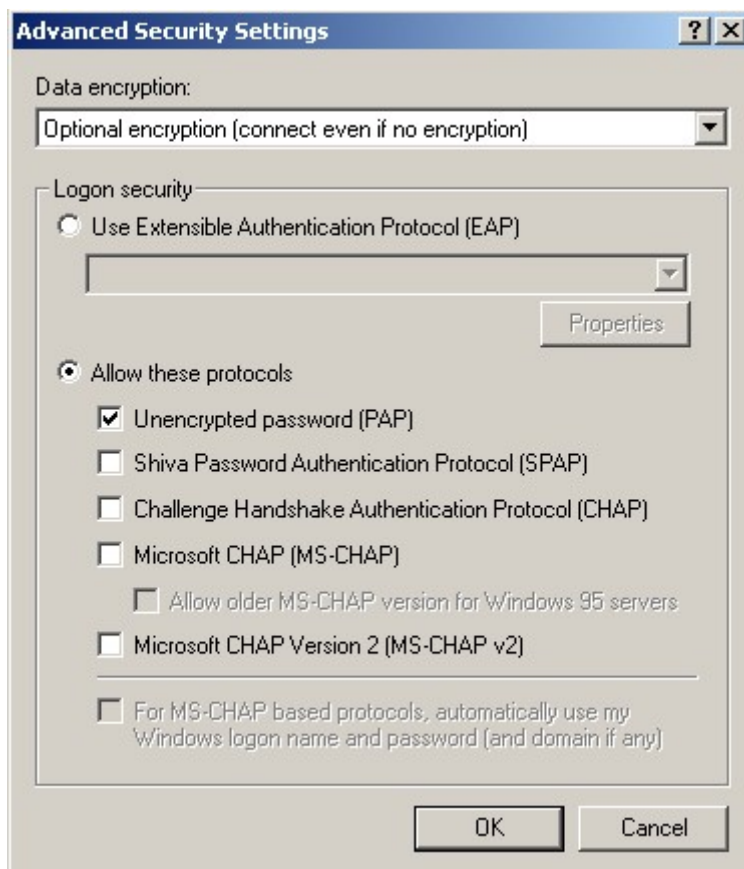 Advanced Security Settings
Data encryption:
Optional encryption (connect even if no encryption)
Logon security
Use Extensible Authentication Protocol (EAP)
Properties
Allow these protocols
Unencrypted password (PAP)
Shiva Password Authentication Protocol (SPAP)
Challenge Handshake Authentication Protocol (CHAP)
Microsoft CHAP (MS-CHAP)
Allow older MS-CHAP version for Windows 95 servers
Microsoft CHAP Version 2 (MS-CHAP v2)
For MS-CHAP based protocols, automatically use my
Windows logon name and password (and domain if any)
OK Cancel